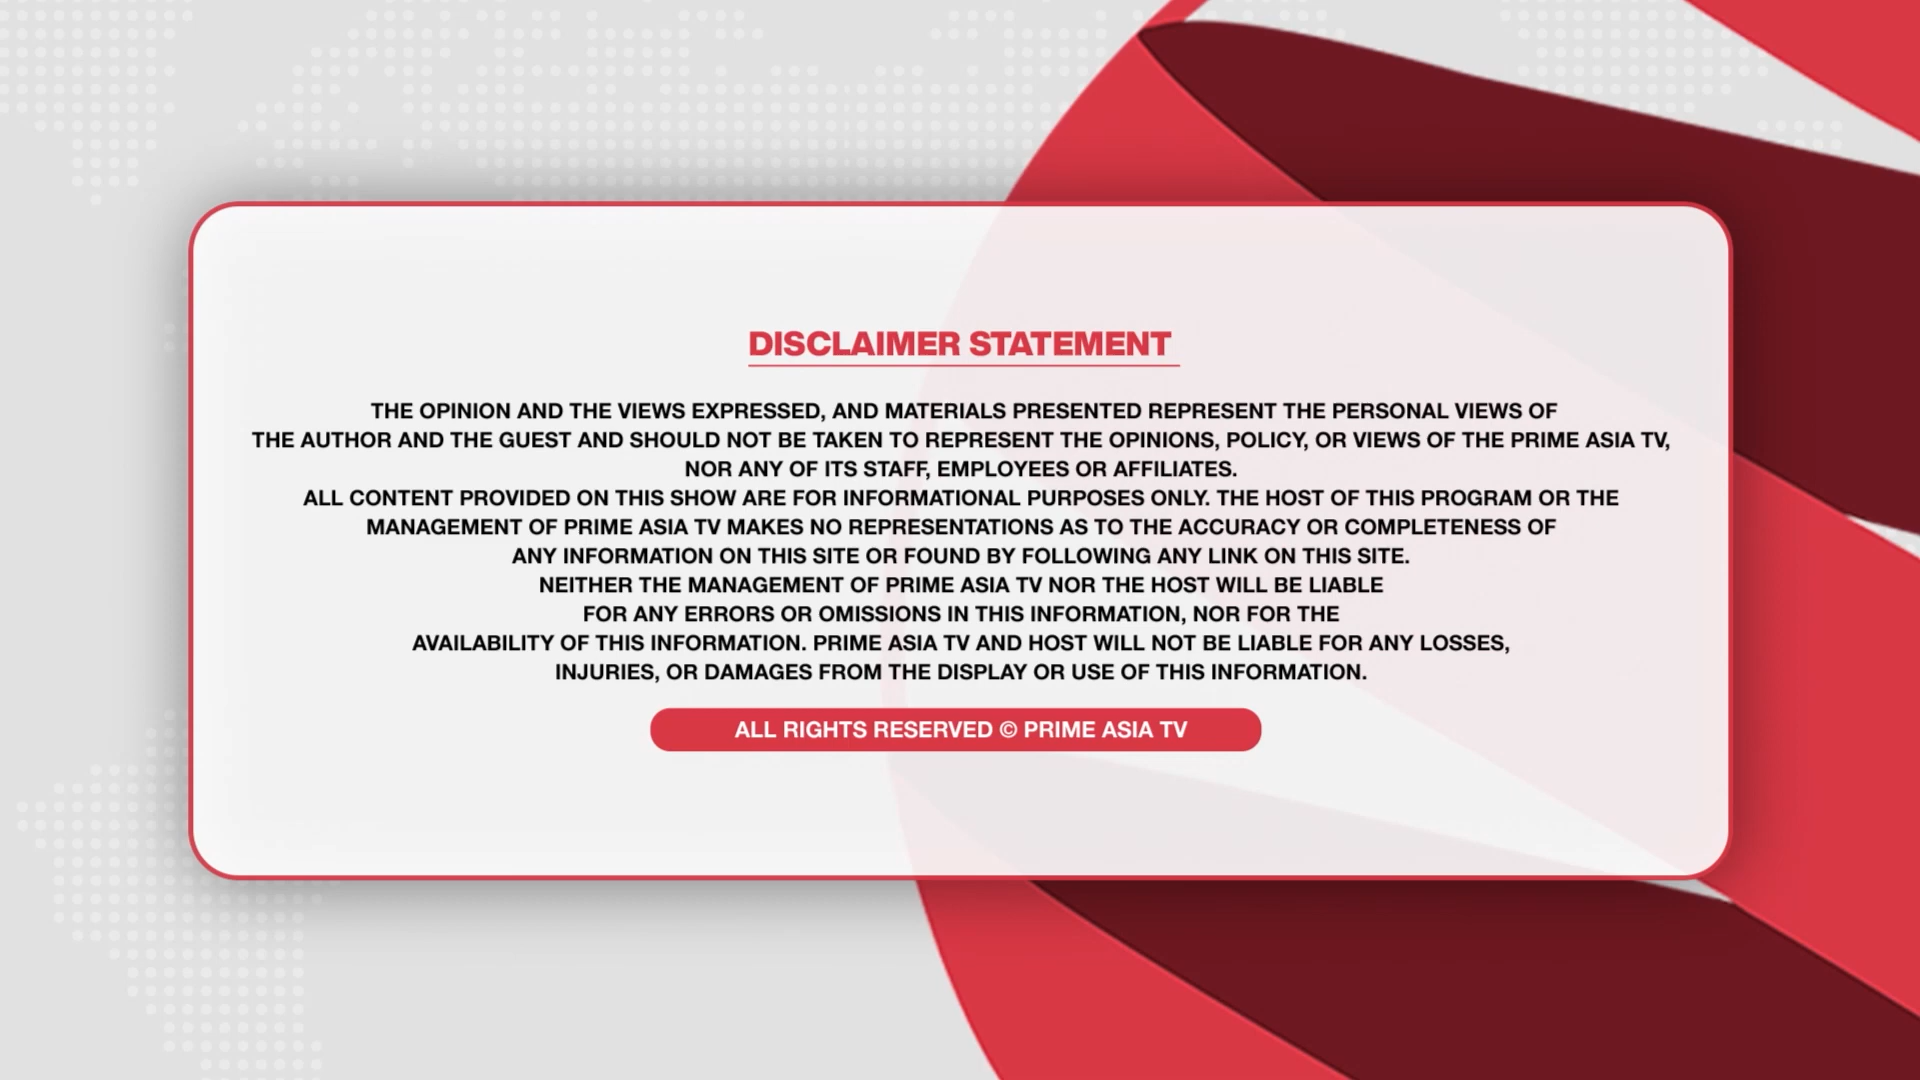 DISCLAIMER STATEMENT
THE OPINION AND THE VIEWS EXPRESSED, AND MATERIALS PRESENTED REPRESENT THE PERSONAL VIEWS OF
THE AUTHOR AND THE GUEST AND SHOULD NOT BE TAKEN TO REPRESENT THE OPINIONS, POLICY, OR VIEWS OF THE PRIME ASIA TV,
NOR ANY OF ITS STAFF, EMPLOYEES OR AFFILIATES.
ALL CONTENT PROVIDED ON THIS SHOW ARE FOR INFORMATIONAL PURPOSES ONLY. THE HOST OF THIS PROGRAM OR THE
MANAGEMENT OF PRIME ASIA TV MAKES NO REPRESENTATIONS AS TO THE ACCURACY OR COMPLETENESS OF
ANY INFORMATION ON THIS SITE OR FOUND BY FOLLOWING ANY LINK ON THIS SITE.
NEITHER THE MANAGEMENT OF PRIME ASIA TV NOR THE HOST WILL BE LIABLE
FOR ANY ERRORS OR OMISSIONS IN THIS INFORMATION, NOR FOR THE
AVAILABILITY OF THIS INFORMATION. PRIME ASIA TV AND HOST WILL NOT BE LIABLE FOR ANY LOSSES,
INJURIES, OR DAMAGES FROM THE DISPLAY OR USE OF THIS INFORMATION.
ALL RIGHTS RESERVED © PRIME ASIA TV